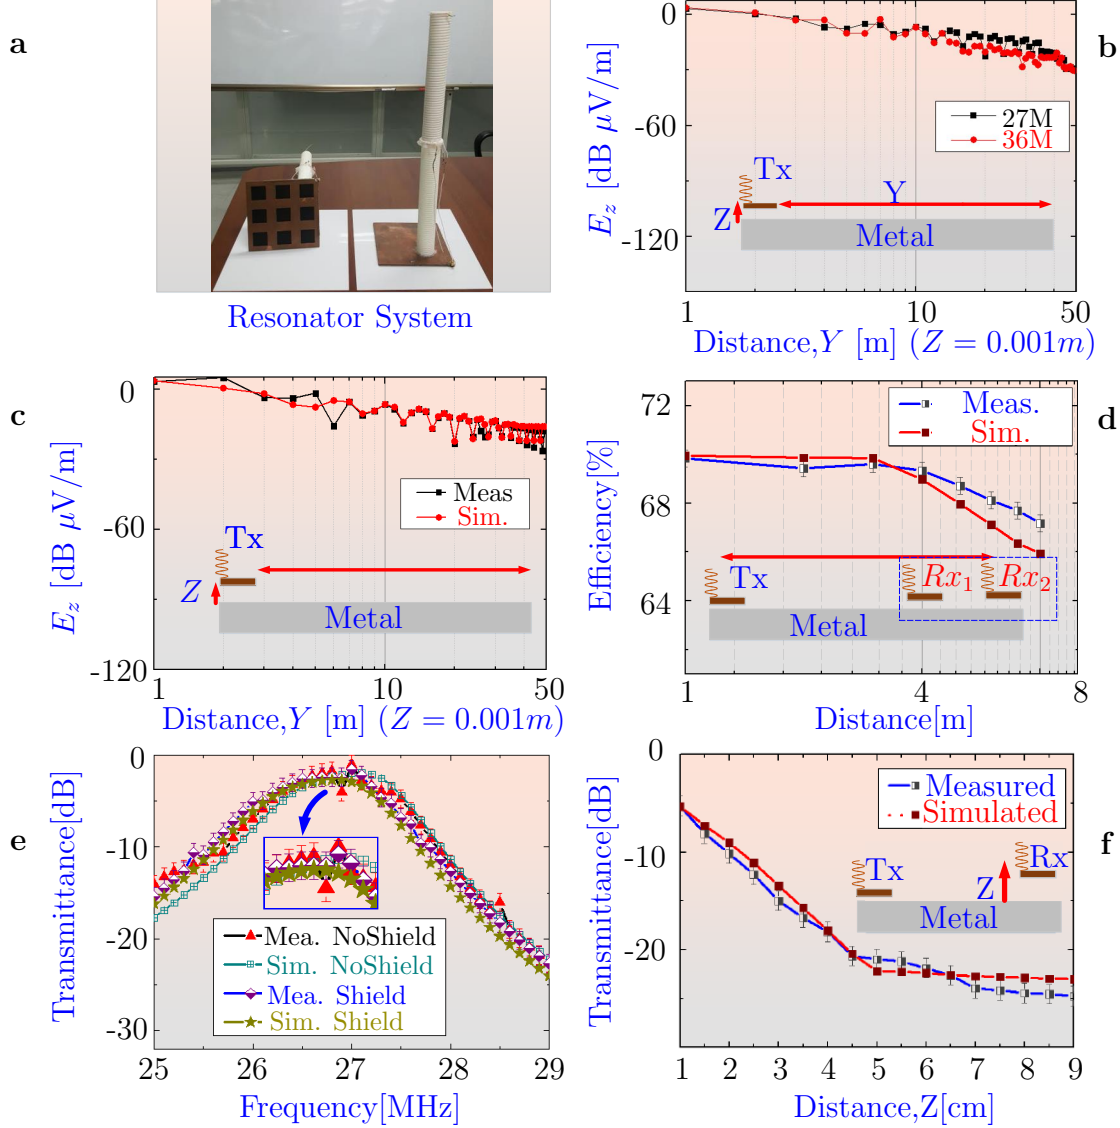 a
Resonator System
b
E_z [dB μV/m]
0
-60
-120
27M
36M
Tx
Y
Z
Metal
1
10
50
Distance,Y [m] (Z = 0.001m)
c
E_z [dB μV/m]
0
-60
-120
Meas
Sim.
Tx
Z
Metal
1
10
50
Distance,Y [m] (Z = 0.001m)
d
Efficiency[%]
72
68
64
Meas.
Sim.
Tx
Rx₁
Rx₂
Metal
1
4
8
Distance[m]
e
Transmittance[dB]
0
-10
-20
-30
Mea. NoShield
Sim. NoShield
Mea. Shield
Sim. Shield
25
26
27
28
29
Frequency[MHz]
f
Transmittance[dB]
0
-10
-20
Measured
Simulated
Tx
Rx
Z
Metal
1
2
3
4
5
6
7
8
9
Distance,Z[cm]